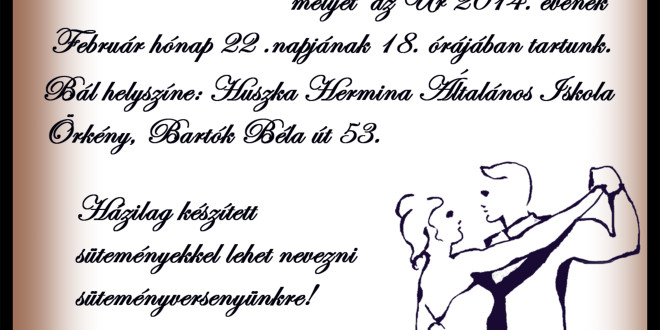 melyet az Úr 2014. évének
Február hónap 22 .napjának 18. órájában tartunk.
Bál helyszíne: Huszka Hermina Általános Iskola
Örkény, Bartók Béla út 53.
Házilag készített
süteményekkel lehet nevezni
süteményversenyünkre!